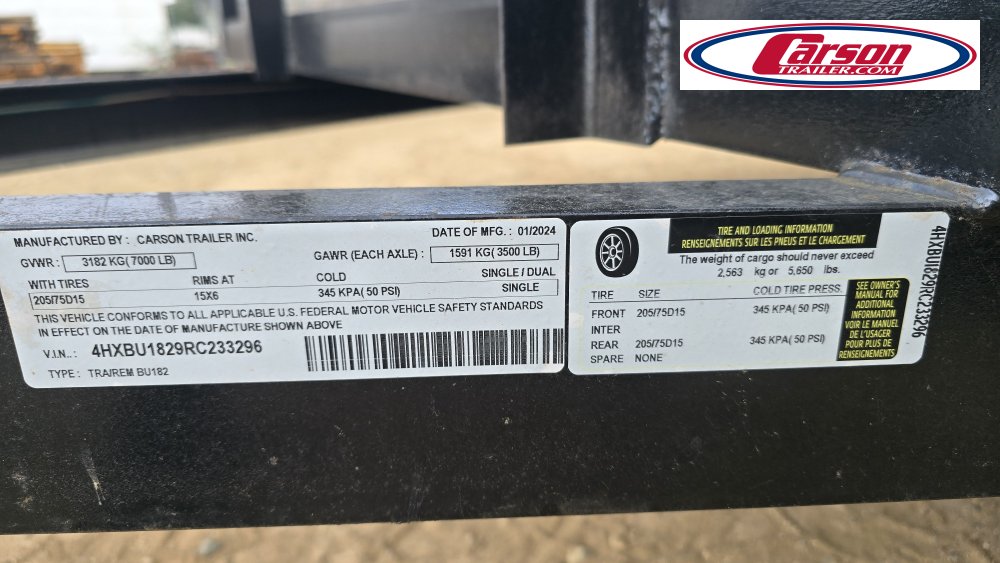 Carson
TRAILER.COM
MANUFACTURED BY : CARSON TRAILER INC.
DATE OF MFG. : 01/2024
GVWR : 3182 KG( 7000 LB)
GAWR (EACH AXLE) : 1591 KG( 3500 LB)
WITH TIRES RIMS AT COLD SINGLE / DUAL
205/75D15 15X6 345 KPA( 50 PSI) SINGLE
THIS VEHICLE CONFORMS TO ALL APPLICABLE U.S. FEDERAL MOTOR VEHICLE SAFETY STANDARDS
IN EFFECT ON THE DATE OF MANUFACTURE SHOWN ABOVE
V.I.N.. : 4HXBU1829RC233296
TYPE : TRA/REM BU182
TIRE AND LOADING INFORMATION
RENSEIGNEMENTS SUR LES PNEUS ET LE CHARGEMENT
The weight of cargo should never exceed
2,563 kg or 5,650 lbs.
TIRE SIZE COLD TIRE PRESS.
FRONT 205/75D15 345 KPA( 50 PSI)
INTER
REAR 205/75D15 345 KPA( 50 PSI)
SPARE NONE
SEE OWNER'S
MANUAL FOR
ADDITIONAL
INFORMATION
VOIR LE MANUEL
DE L'USAGER
POUR PLUS DE
RENSEIGNEMENTS
4HXBU1829RC233296